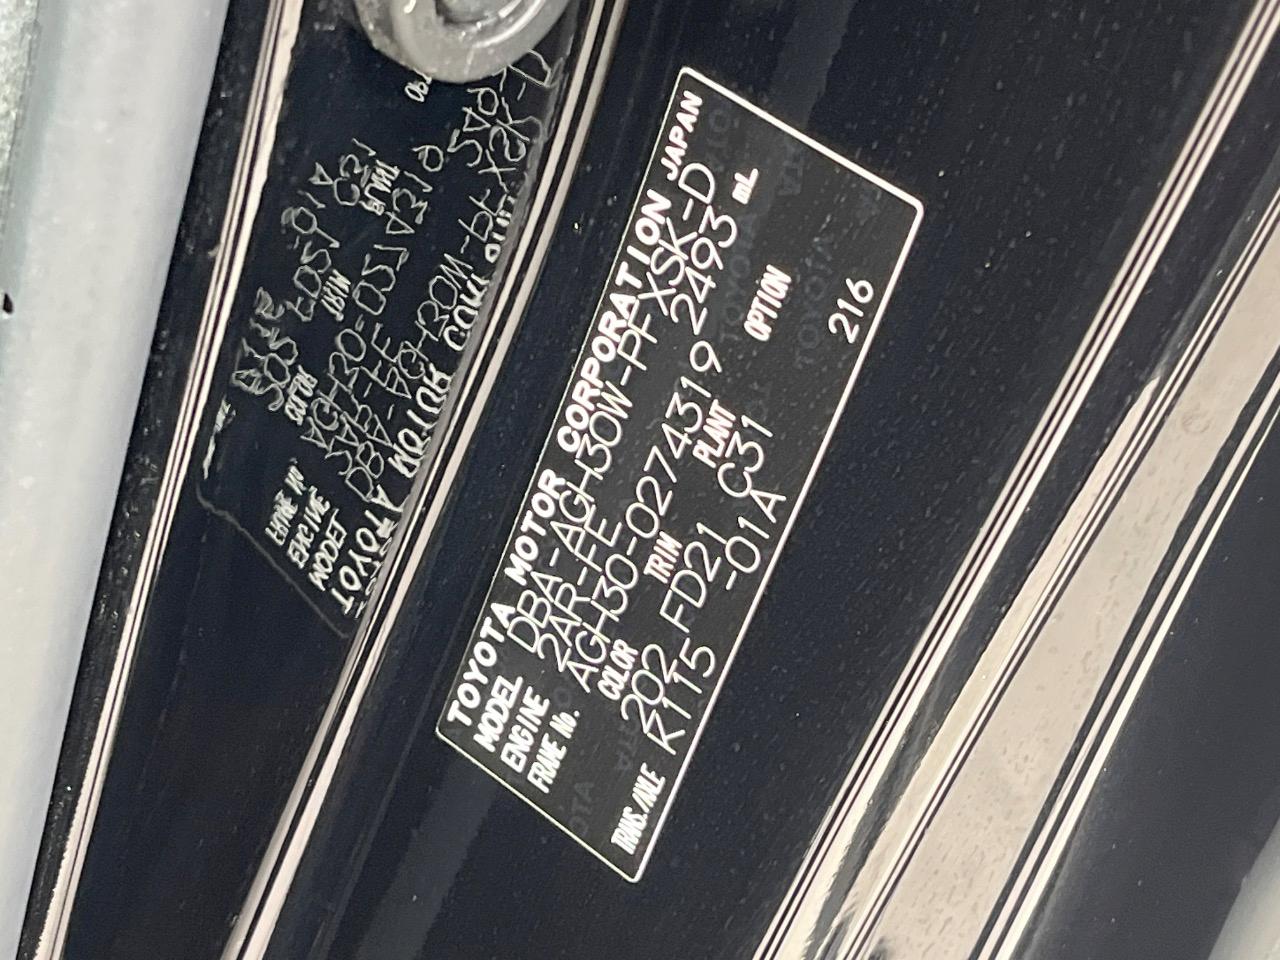 TOYOTA MOTOR CORPORATION JAPAN
MODEL DBA-AGH30W-PFXSK-D
ENGINE 2AR-FE 2493 mL
FRAME No. AGH30-0274319
COLOR TRIM PLANT OPTION
202 FD21 C31 216
TRANS./AXLE K115 -01A